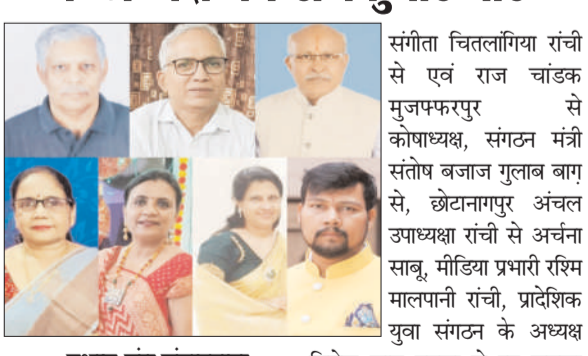 संगीता चितलांगिया रांची
से एवं राज चांडक
मुजफ्फरपुर से
कोषाध्यक्ष, संगठन मंत्री
संतोष बजाज गुलाब बाग़
से, छोटानागपुर अंचल
उपाध्यक्षा रांची से अर्चना
साबू, मीडिया प्रभारी रश्मि
मालपानी रांची, प्रादेशिक
युवा संगठन के अध्यक्ष